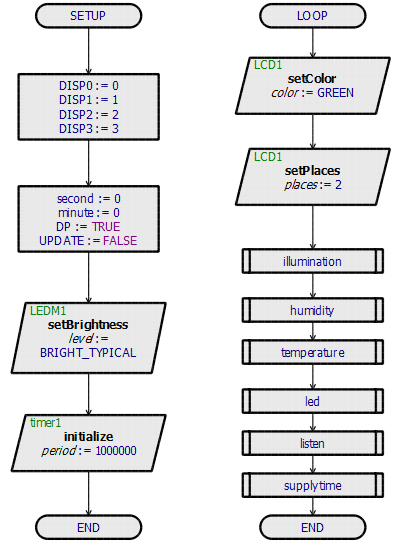 SETUP
DISP0:= 0
DISP1:= 1
DISP2:= 2
DISP3:= 3
second := 0
minute:= 0
DP := TRUE
UPDATE := FALSE
LEDM1
setBrightness
level :=
BRIGHT_TYPICAL
timer1
initialize
period := 1000000
END
LOOP
LCD1
setColor
color := GREEN
LCD1
setPlaces
places:= 2
illumination
humidity
temperature
led
listen
supplytime
END